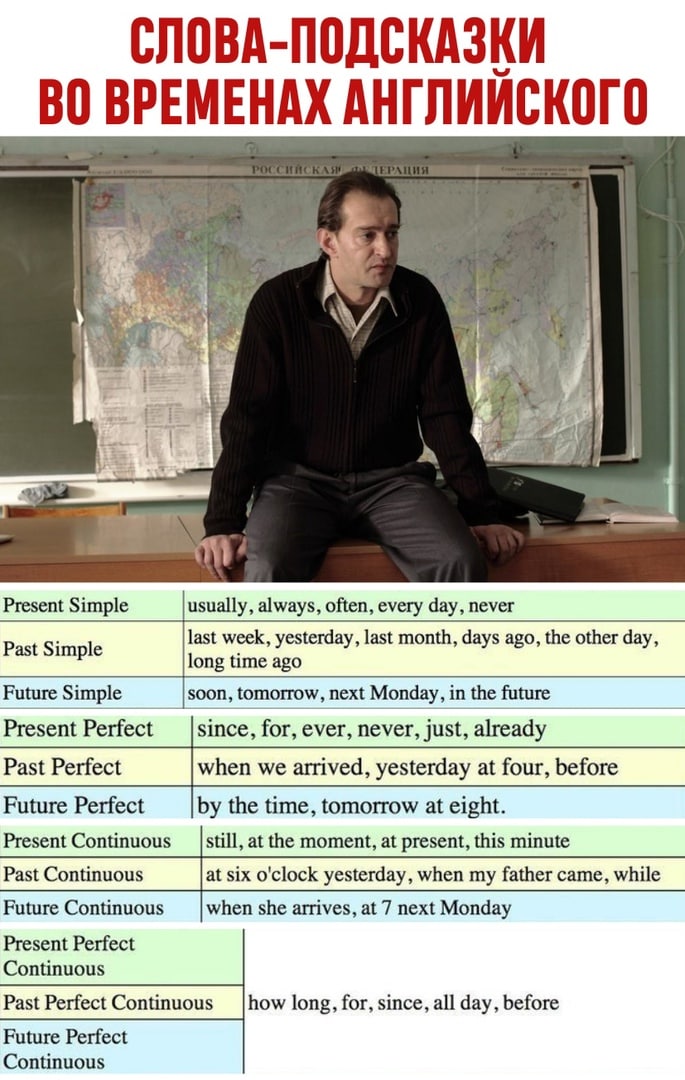 СЛОВА-ПОДСКАЗКИ
ВО ВРЕМЕНАХ АНГЛИЙСКОГО
РОССИЙСКАЯ ФЕДЕРАЦИЯ
Present Simple usually, always, often, every day, never
Past Simple last week, yesterday, last month, days ago, the other day,
long time ago
Future Simple soon, tomorrow, next Monday, in the future
Present Perfect since, for, ever, never, just, already
Past Perfect when we arrived, yesterday at four, before
Future Perfect by the time, tomorrow at eight.
Present Continuous still, at the moment, at present, this minute
Past Continuous at six o'clock yesterday, when my father came, while
Future Continuous when she arrives, at 7 next Monday
Present Perfect
Continuous
Past Perfect Continuous how long, for, since, all day, before
Future Perfect
Continuous